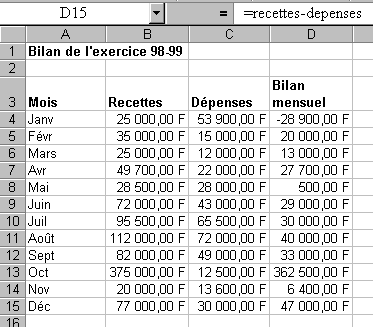 D15 = =recettes-depenses
A B C D
1 Bilan de l'exercice 98-99
2
3 Mois Recettes Dépenses Bilan mensuel
4 Janv 25 000,00 F 53 900,00 F -28 900,00 F
5 Févr 35 000,00 F 15 000,00 F 20 000,00 F
6 Mars 25 000,00 F 12 000,00 F 13 000,00 F
7 Avr 49 700,00 F 22 000,00 F 27 700,00 F
8 Mai 28 500,00 F 28 000,00 F 500,00 F
9 Juin 72 000,00 F 43 000,00 F 29 000,00 F
10 Juil 95 500,00 F 65 500,00 F 30 000,00 F
11 Août 112 000,00 F 72 000,00 F 40 000,00 F
12 Sept 82 000,00 F 49 000,00 F 33 000,00 F
13 Oct 375 000,00 F 12 500,00 F 362 500,00 F
14 Nov 20 000,00 F 13 600,00 F 6 400,00 F
15 Déc 77 000,00 F 30 000,00 F 47 000,00 F
16